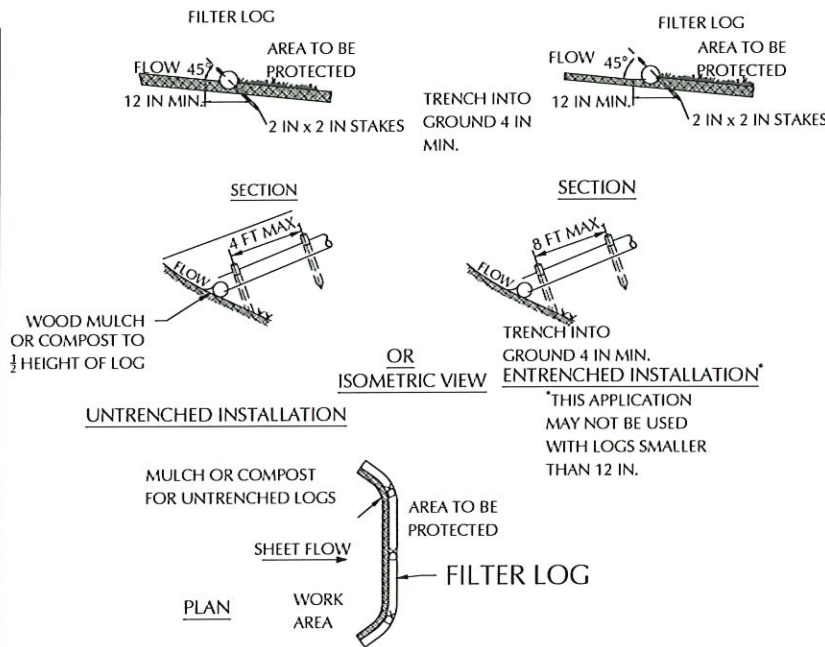 FILTER LOG
FLOW 45°
AREA TO BE
PROTECTED
12 IN MIN.
2 IN x 2 IN STAKES
SECTION
FILTER LOG
FLOW 45°
AREA TO BE
PROTECTED
12 IN MIN.
2 IN x 2 IN STAKES
TRENCH INTO
GROUND 4 IN
MIN.
SECTION
4 FT MAX.
FLOW
WOOD MULCH
OR COMPOST TO
½ HEIGHT OF LOG
8 FT MAX.
FLOW
TRENCH INTO
GROUND 4 IN MIN.
OR
ISOMETRIC VIEW
UNTRENCHED INSTALLATION
ENTRENCHED INSTALLATION*
*THIS APPLICATION
MAY NOT BE USED
WITH LOGS SMALLER
THAN 12 IN.
MULCH OR COMPOST
FOR UNTRENCHED LOGS
AREA TO BE
PROTECTED
SHEET FLOW
FILTER LOG
PLAN
WORK
AREA